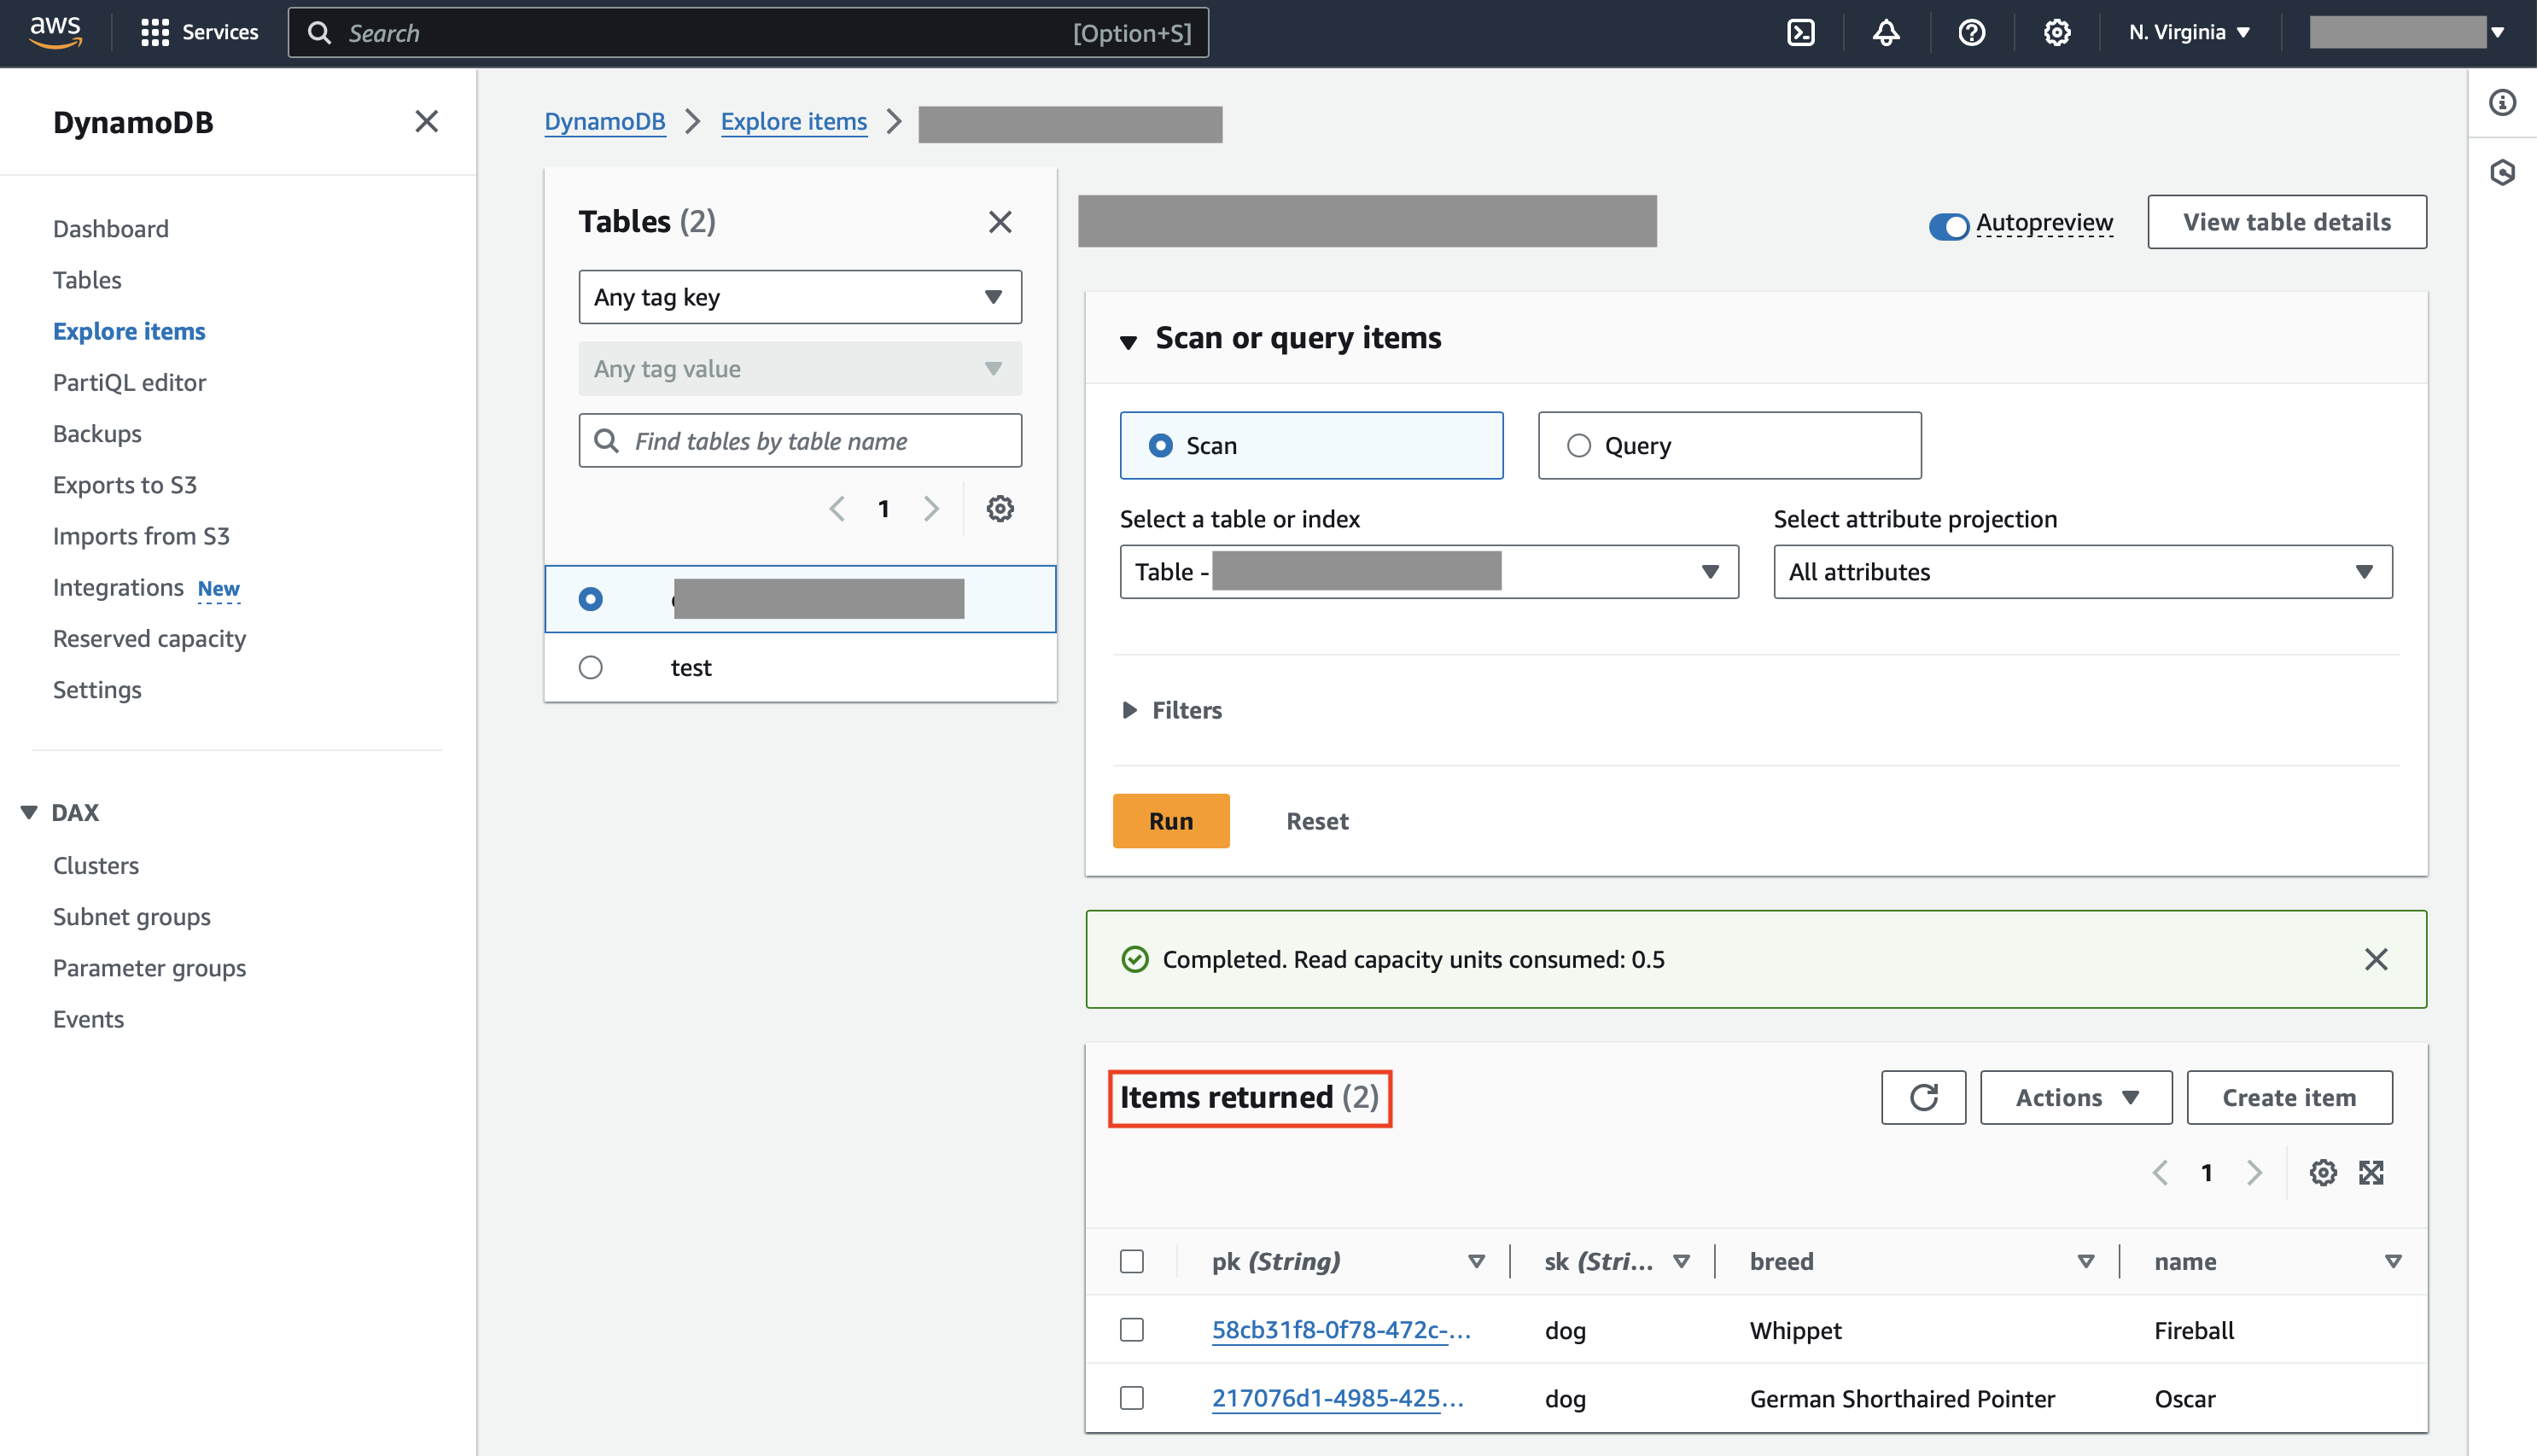 aws
Services
Search
[Option+S]
N. Virginia
DynamoDB
Dashboard
Tables
Explore items
PartiQL editor
Backups
Exports to S3
Imports from S3
Integrations New
Reserved capacity
Settings
DAX
Clusters
Subnet groups
Parameter groups
Events
DynamoDB
Explore items
Tables (2)
Any tag key
Any tag value
Find tables by table name
1
test
Autopreview
View table details
Scan or query items
Scan
Query
Select a table or index
Table -
Select attribute projection
All attributes
Filters
Run
Reset
Completed. Read capacity units consumed: 0.5
Items returned (2)
Actions
Create item
1
pk (String)
sk (Stri...
breed
name
58cb31f8-0f78-472c-...
dog
Whippet
Fireball
217076d1-4985-425...
dog
German Shorthaired Pointer
Oscar